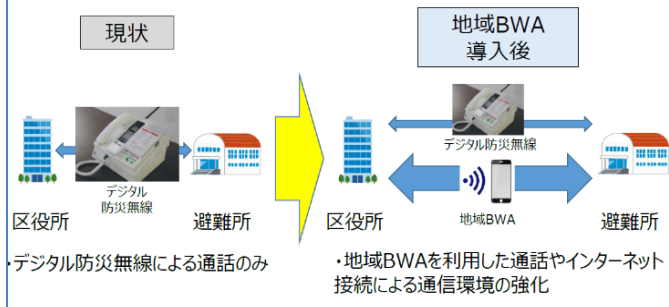 現状
デジタル
防災無線
区役所
避難所
・デジタル防災無線による通話のみ
地域BWA
導入後
デジタル防災無線
地域BWA
区役所
避難所
・地域BWAを利用した通話やインターネット
接続による通信環境の強化